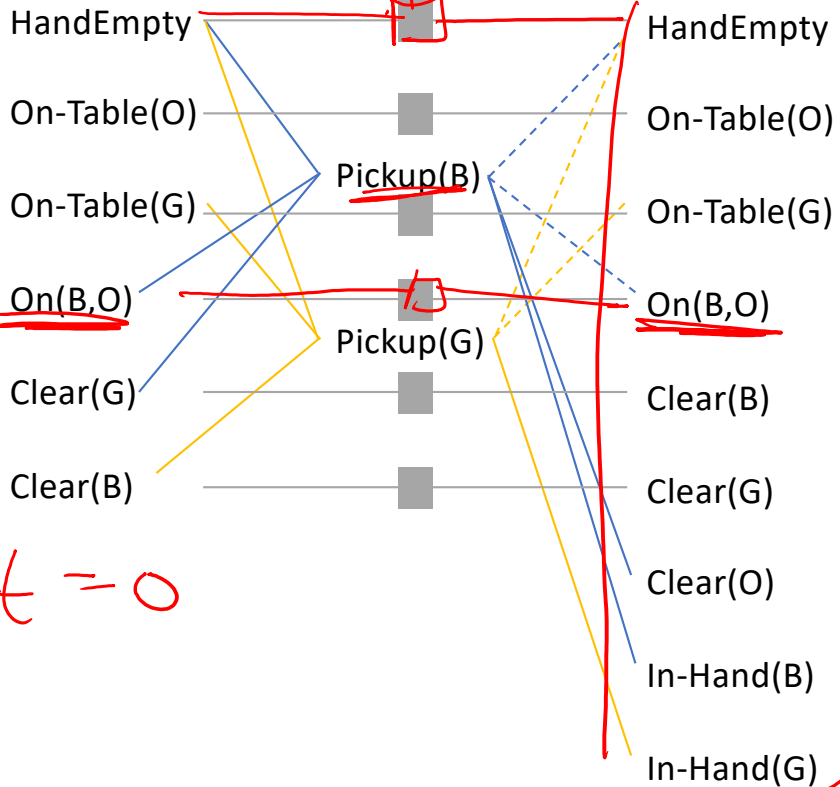 HandEmpty
On-Table(O)
On-Table(G)
On(B,O)
Clear(G)
Clear(B)
t = 0
Pickup(B)
Pickup(G)
HandEmpty
On-Table(O)
On-Table(G)
On(B,O)
Clear(B)
Clear(G)
Clear(O)
In-Hand(B)
In-Hand(G)